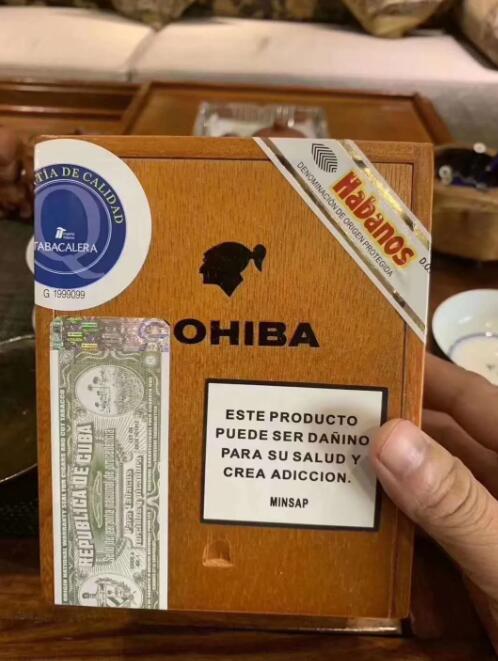 TÍA DE CALIDAD
TABACALERA
G 1999099
DENOMINACIÓN DE ORIGEN PROTEGIDA
Habanos
OHIBA
REPUBLICA DE CUBA
ESTE PRODUCTO
PUEDE SER DAÑINO
PARA SU SALUD Y
CREA ADICCION.
MINSAP